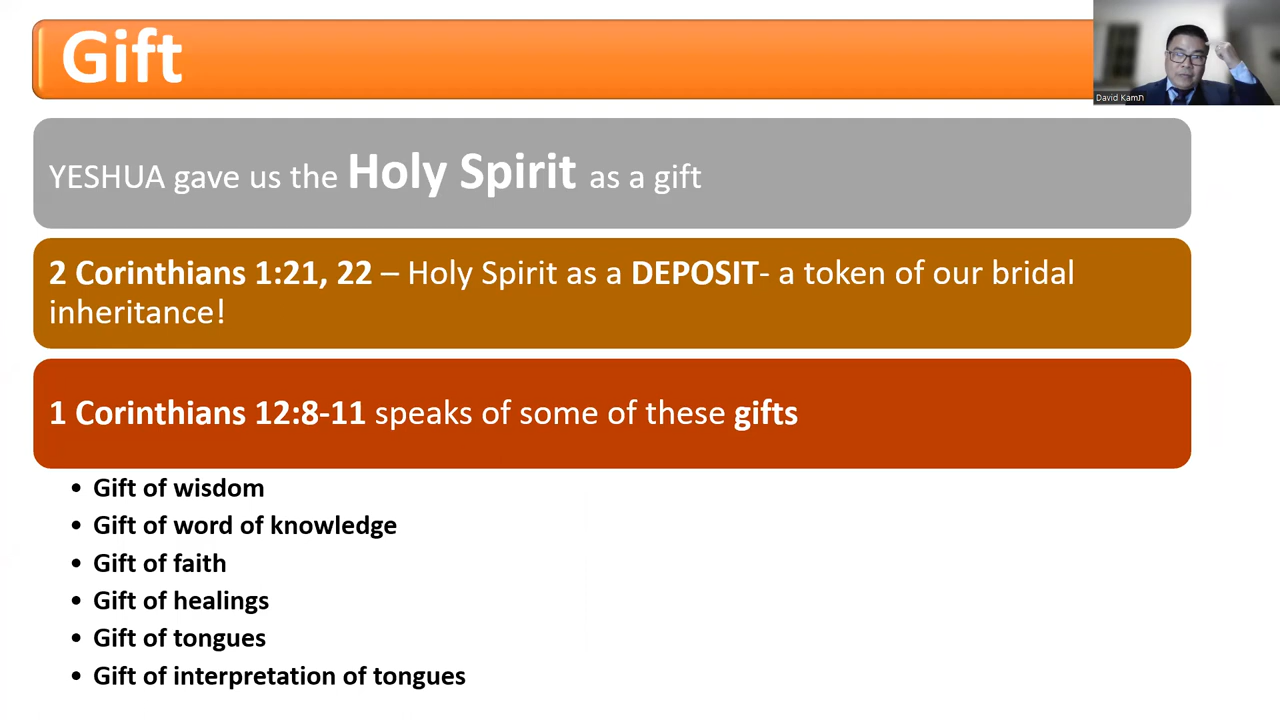 Gift
David Kamח
YESHUA gave us the Holy Spirit as a gift
2 Corinthians 1:21, 22 – Holy Spirit as a DEPOSIT- a token of our bridal
inheritance!
1 Corinthians 12:8-11 speaks of some of these gifts
• Gift of wisdom
• Gift of word of knowledge
• Gift of faith
• Gift of healings
• Gift of tongues
• Gift of interpretation of tongues